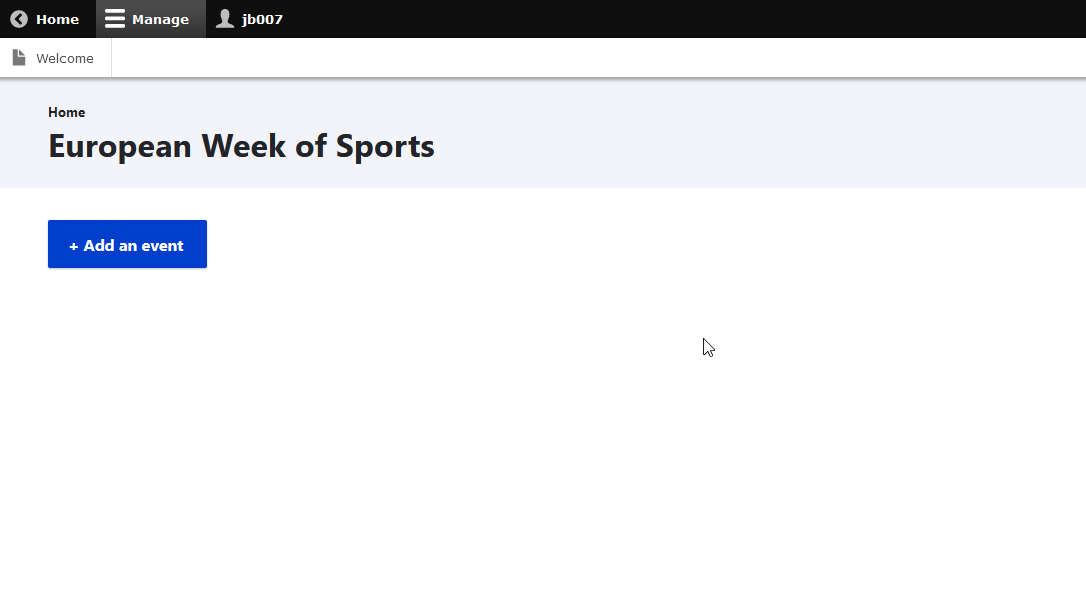 Home Manage jb007
Welcome
Home
European Week of Sports
+ Add an event